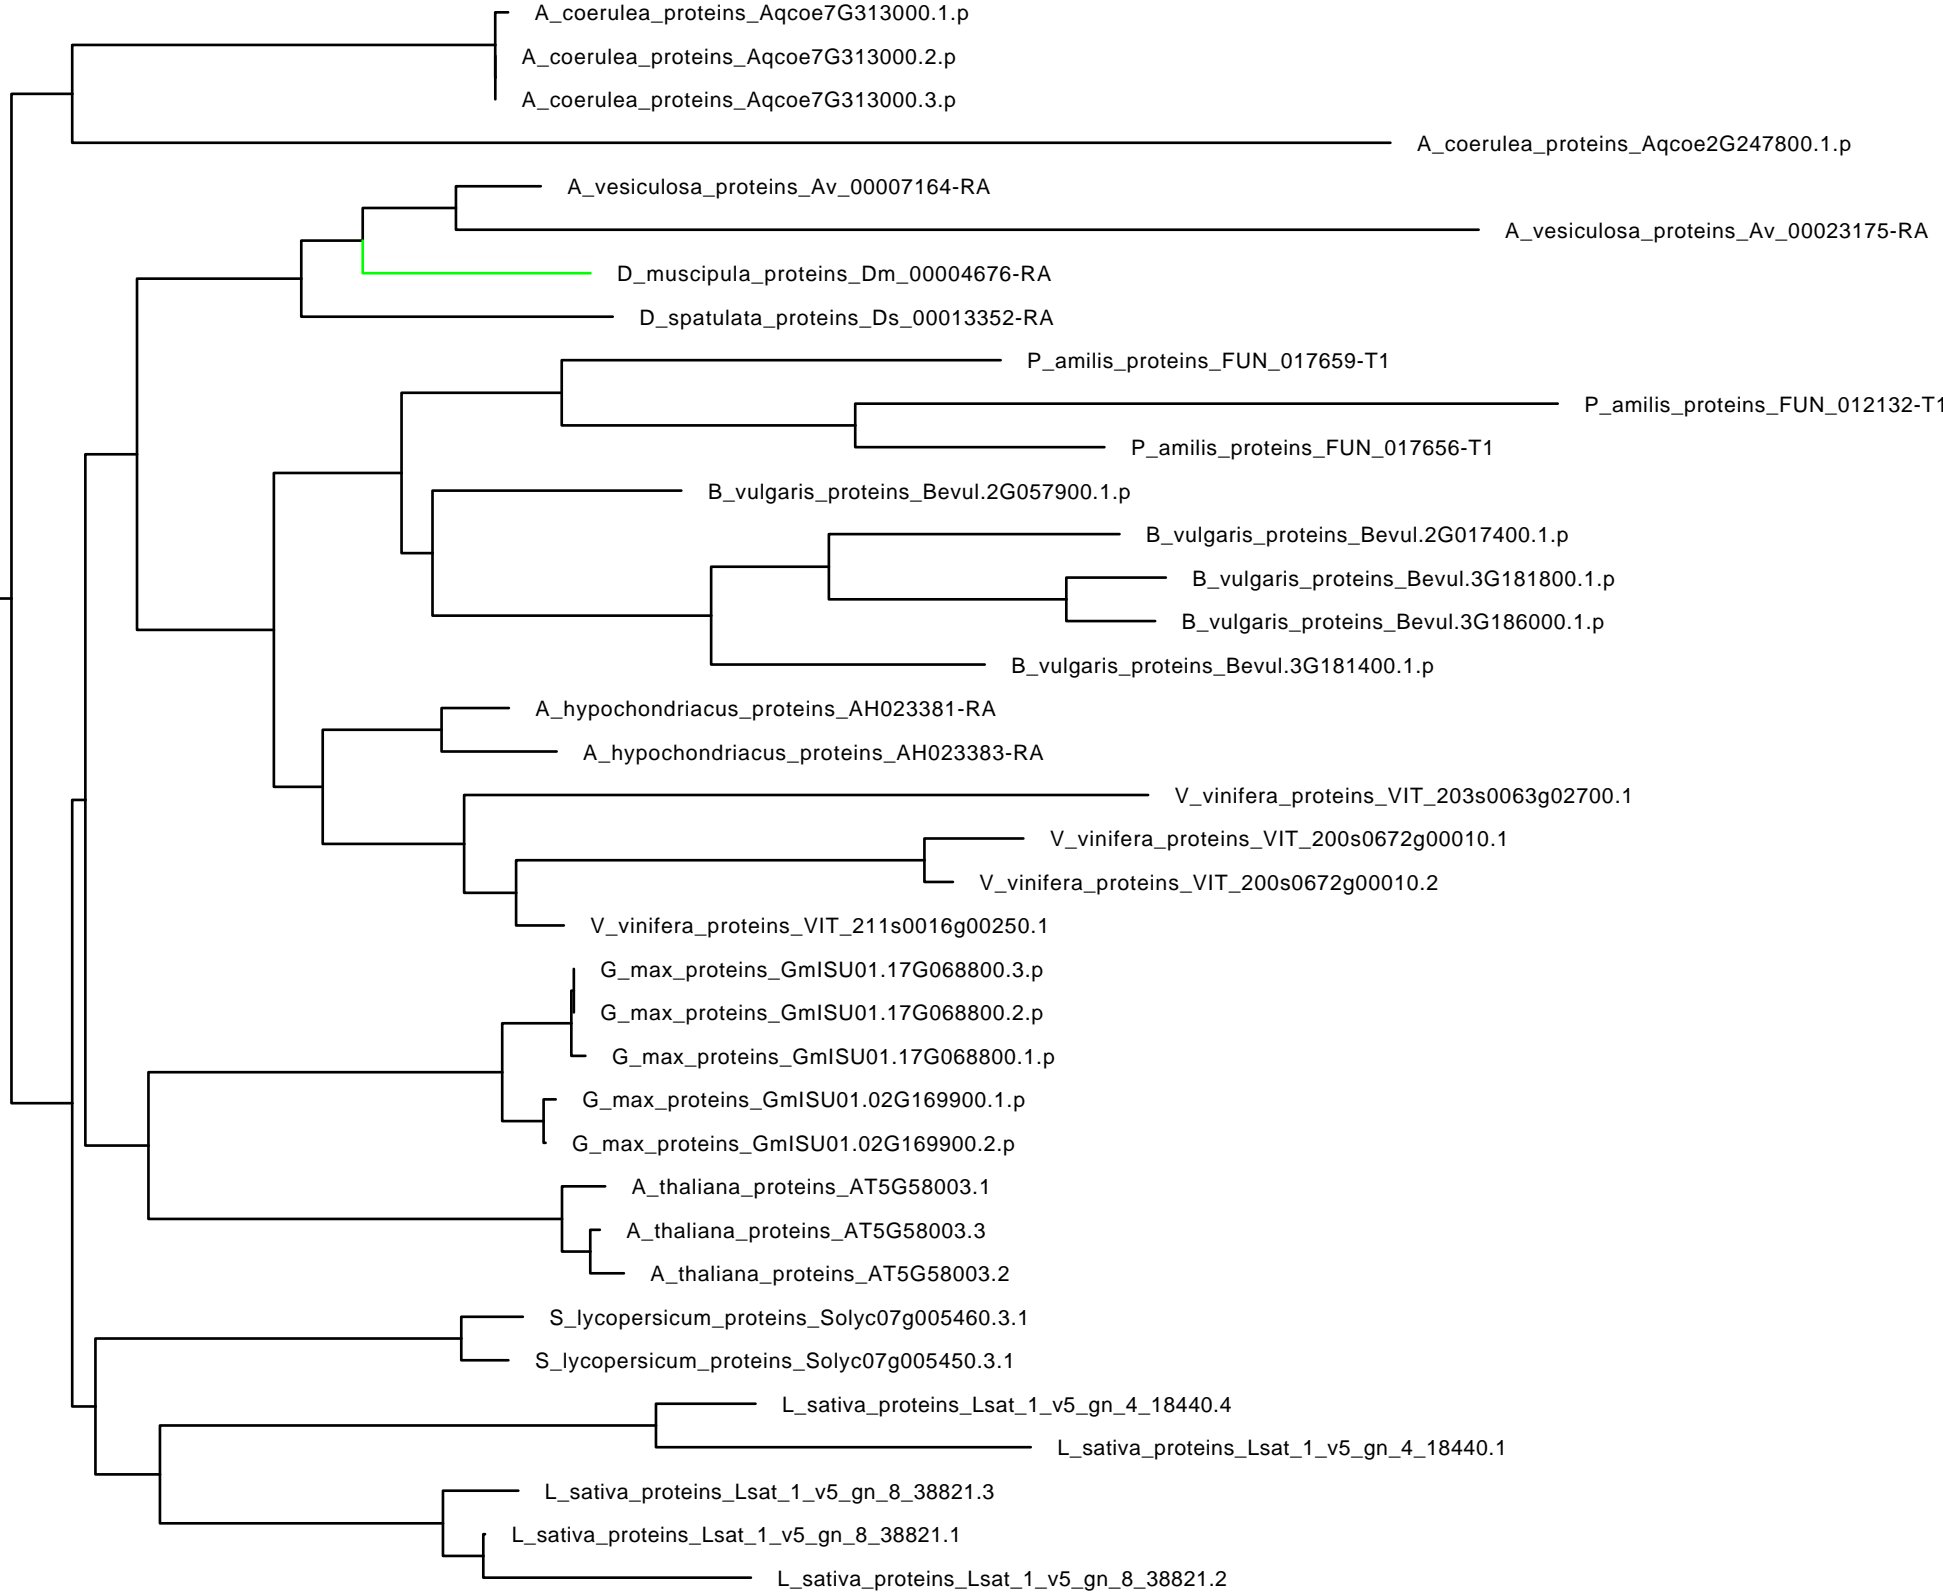 A_coerulea_proteins_Aqcoe7G313000.1.p
A_coerulea_proteins_Aqcoe7G313000.2.p
A_coerulea_proteins_Aqcoe7G313000.3.p
A_coerulea_proteins_Aqcoe2G247800.1.p
A_vesiculosa_proteins_Av_00007164-RA
A_vesiculosa_proteins_Av_00023175-RA
D_muscipula_proteins_Dm_00004676-RA
D_spatulata_proteins_Ds_00013352-RA
P_amilis_proteins_FUN_017659-T1
P_amilis_proteins_FUN_012132-T1
P_amilis_proteins_FUN_017656-T1
B_vulgaris_proteins_Bevul.2G057900.1.p
B_vulgaris_proteins_Bevul.2G017400.1.p
B_vulgaris_proteins_Bevul.3G181800.1.p
B_vulgaris_proteins_Bevul.3G186000.1.p
B_vulgaris_proteins_Bevul.3G181400.1.p
A_hypochondriacus_proteins_AH023381-RA
A_hypochondriacus_proteins_AH023383-RA
V_vinifera_proteins_VIT_203s0063g02700.1
V_vinifera_proteins_VIT_200s0672g00010.1
V_vinifera_proteins_VIT_200s0672g00010.2
V_vinifera_proteins_VIT_211s0016g00250.1
G_max_proteins_GmISU01.17G068800.3.p
G_max_proteins_GmISU01.17G068800.2.p
G_max_proteins_GmISU01.17G068800.1.p
G_max_proteins_GmISU01.02G169900.1.p
G_max_proteins_GmISU01.02G169900.2.p
A_thaliana_proteins_AT5G58003.1
A_thaliana_proteins_AT5G58003.3
A_thaliana_proteins_AT5G58003.2
S_lycopersicum_proteins_Solyc07g005460.3.1
S_lycopersicum_proteins_Solyc07g005450.3.1
L_sativa_proteins_Lsat_1_v5_gn_4_18440.4
L_sativa_proteins_Lsat_1_v5_gn_4_18440.1
L_sativa_proteins_Lsat_1_v5_gn_8_38821.3
L_sativa_proteins_Lsat_1_v5_gn_8_38821.1
L_sativa_proteins_Lsat_1_v5_gn_8_38821.2